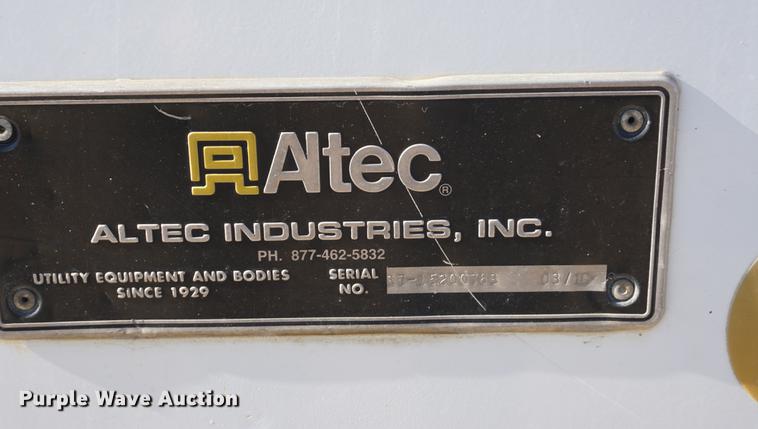 Altec®
ALTEC INDUSTRIES, INC.
PH. 877-462-5832
UTILITY EQUIPMENT AND BODIES
SINCE 1929
SERIAL
NO.
Purple Wave Auction